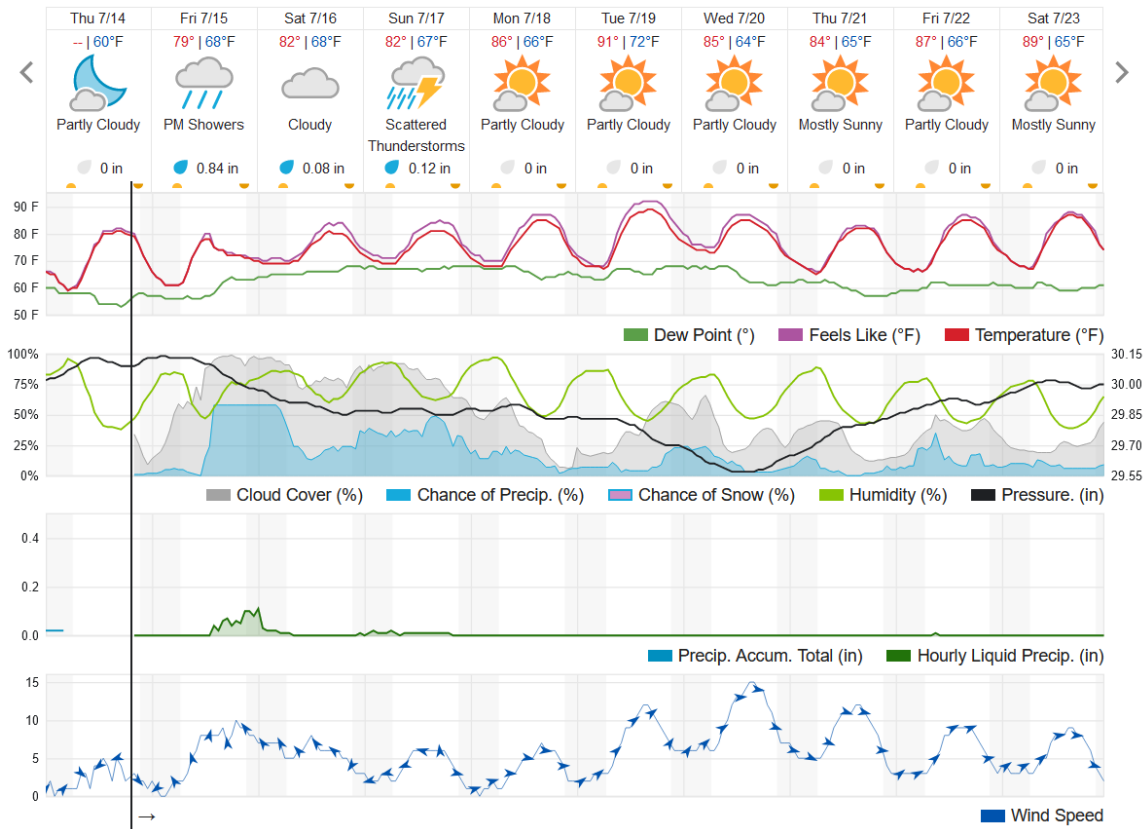 Thu 7/14 Fri 7/15 Sat 7/16 Sun 7/17 Mon 7/18 Tue 7/19 Wed 7/20 Thu 7/21 Fri 7/22 Sat 7/23
-- | 60°F 79° | 68°F 82° | 68°F 82° | 67°F 86° | 66°F 91° | 72°F 85° | 64°F 84° | 65°F 87° | 66°F 89° | 65°F
Partly Cloudy PM Showers Cloudy Scattered Partly Cloudy Partly Cloudy Partly Cloudy Mostly Sunny Partly Cloudy Mostly Sunny
Thunderstorms
0 in 0.84 in 0.08 in 0.12 in 0 in 0 in 0 in 0 in 0 in 0 in
90 F
80 F
70 F
60 F
50 F
Dew Point (°) Feels Like (°F) Temperature (°F)
100% 30.15
75% 30.00
50% 29.85
25% 29.70
0% 29.55
Cloud Cover (%) Chance of Precip. (%) Chance of Snow (%) Humidity (%) Pressure. (in)
0.4
0.2
0.0
Precip. Accum. Total (in) Hourly Liquid Precip. (in)
15
10
5
0
→
Wind Speed